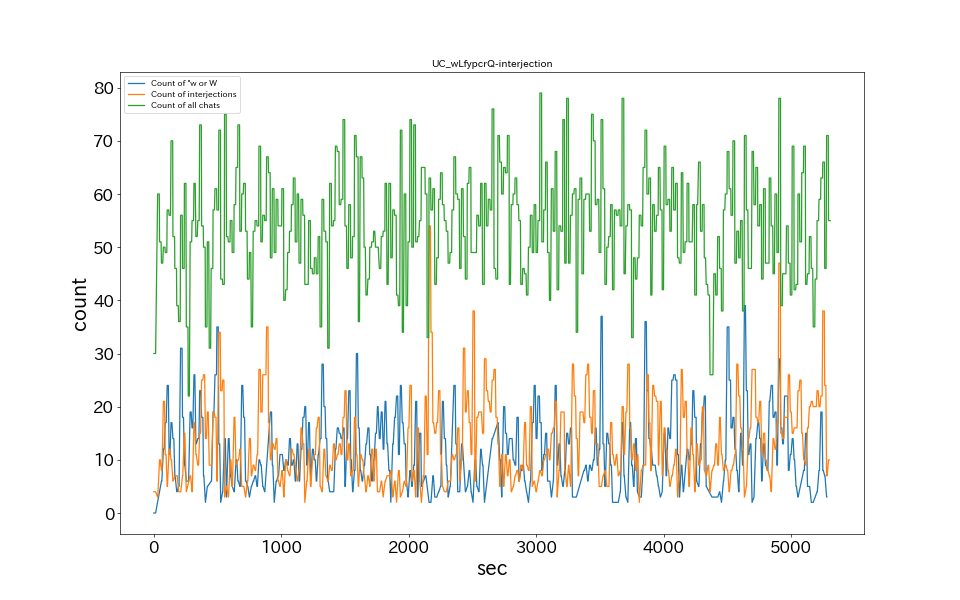 UC_wLfypcrQ-interjection
Count of "w or W
Count of interjections
Count of all chats
80
70
60
50
40
30
20
10
0
count
0 1000 2000 3000 4000 5000
sec